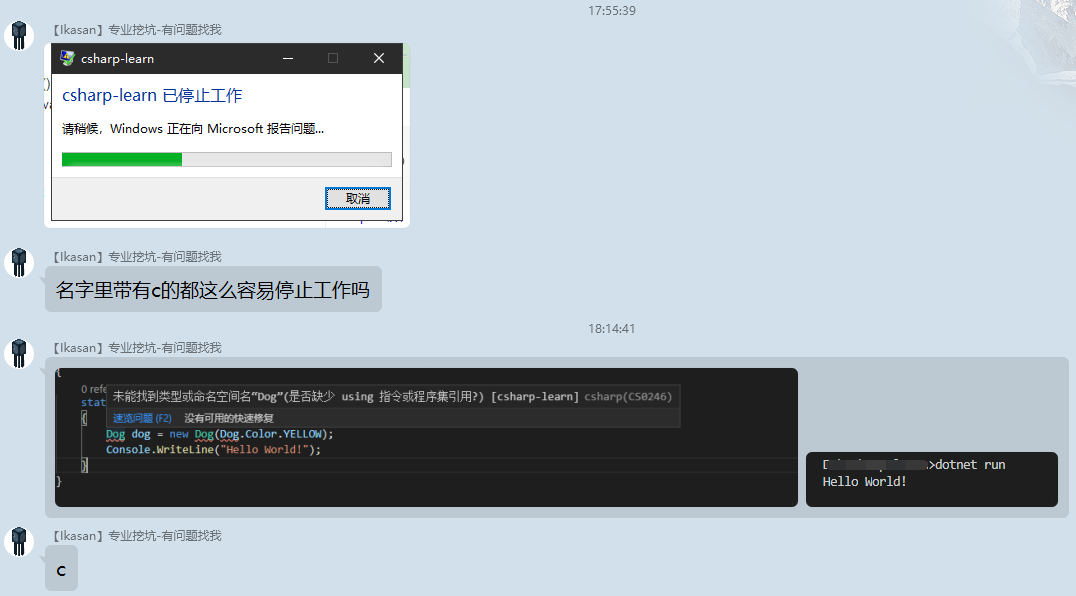 17:55:39
【Ikasan】专业挖坑-有问题找我
csharp-learn
csharp-learn 已停止工作
请稍候，Windows 正在向 Microsoft 报告问题...
取消
【Ikasan】专业挖坑-有问题找我
名字里带有c的都这么容易停止工作吗
18:14:41
【Ikasan】专业挖坑-有问题找我
{
0 refe
stat
未能找到类型或命名空间名“Dog”(是否缺少 using 指令或程序集引用?) [csharp-learn] csharp(CS0246)
速览问题 (F2) 没有可用的快速修复
{
Dog dog = new Dog(Dog.Color.YELLOW);
Console.WriteLine("Hello World!");
}
}
>dotnet run
Hello World!
【Ikasan】专业挖坑-有问题找我
c